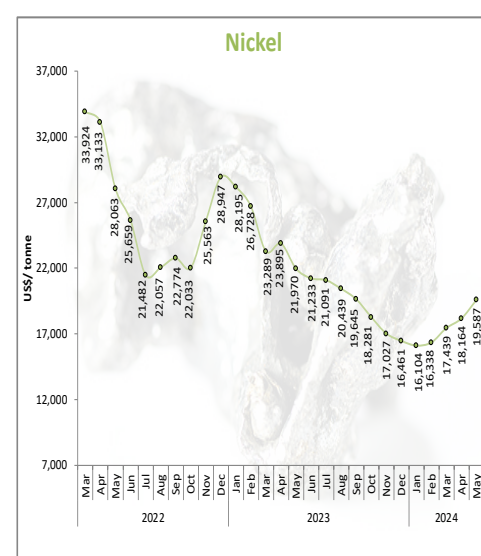 Nickel
37,000
32,000
27,000
22,000
17,000
12,000
7,000
US$/ tonne
33,924
33,133
28,063
25,659
21,482
22,057
22,774
22,033
25,563
28,947
28,195
26,728
23,289
23,895
21,970
21,233
21,091
20,439
19,645
18,281
17,027
16,461
16,104
16,338
17,439
18,164
19,587
Mar
Apr
May
Jun
Jul
Aug
Sep
Oct
Nov
Dec
Jan
Feb
Mar
Apr
May
Jun
Jul
Aug
Sep
Oct
Nov
Dec
Jan
Feb
Mar
Apr
May
2022
2023
2024